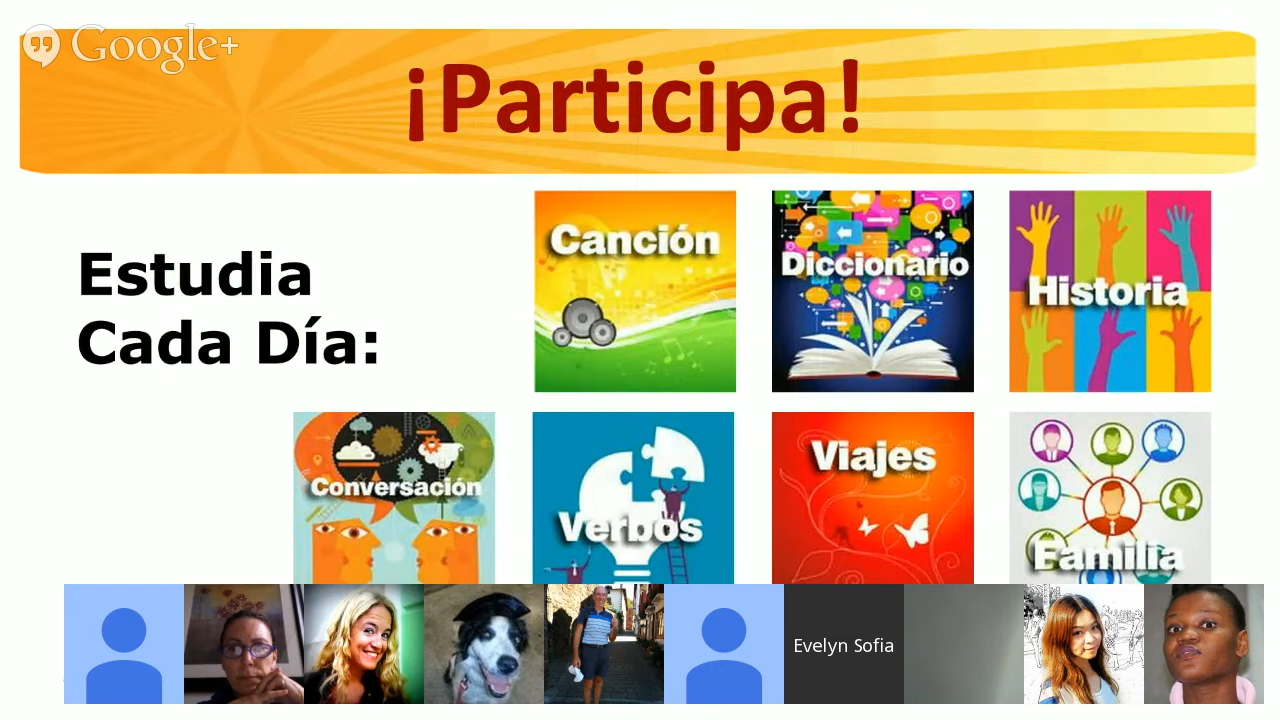 Google+
¡Participa!
Estudia
Cada Día:
Canción
Diccionario
Historia
Conversación
Verbos
Viajes
Familia
Evelyn Sofia